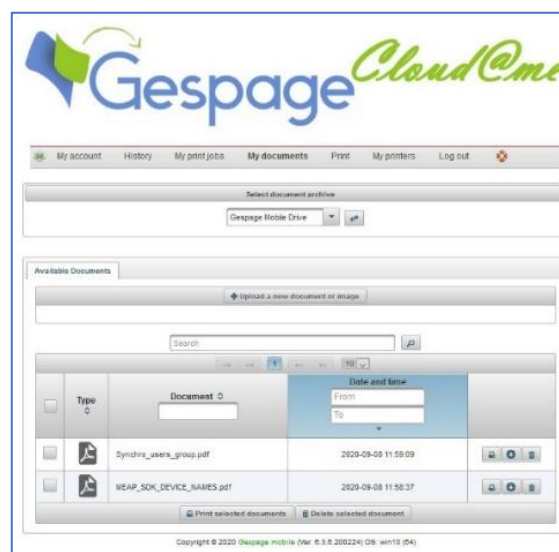 Gespage Cloud@me
My account History My print jobs My documents Print My printers Log out
Select document archive
Gespage Mobile Drive
Available Documents
Upload a new document or image
Search
1 10
Type Document Date and time
From
To
Synchro_users_group.pdf 2020-09-08 11:59:09
MEAP_SDK_DEVICE_NAMES.pdf 2020-09-08 11:58:37
Print selected documents Delete selected document
Copyright © 2020 Gespage mobile (Ver. 6.3.6.200224) OS: win10 (64)